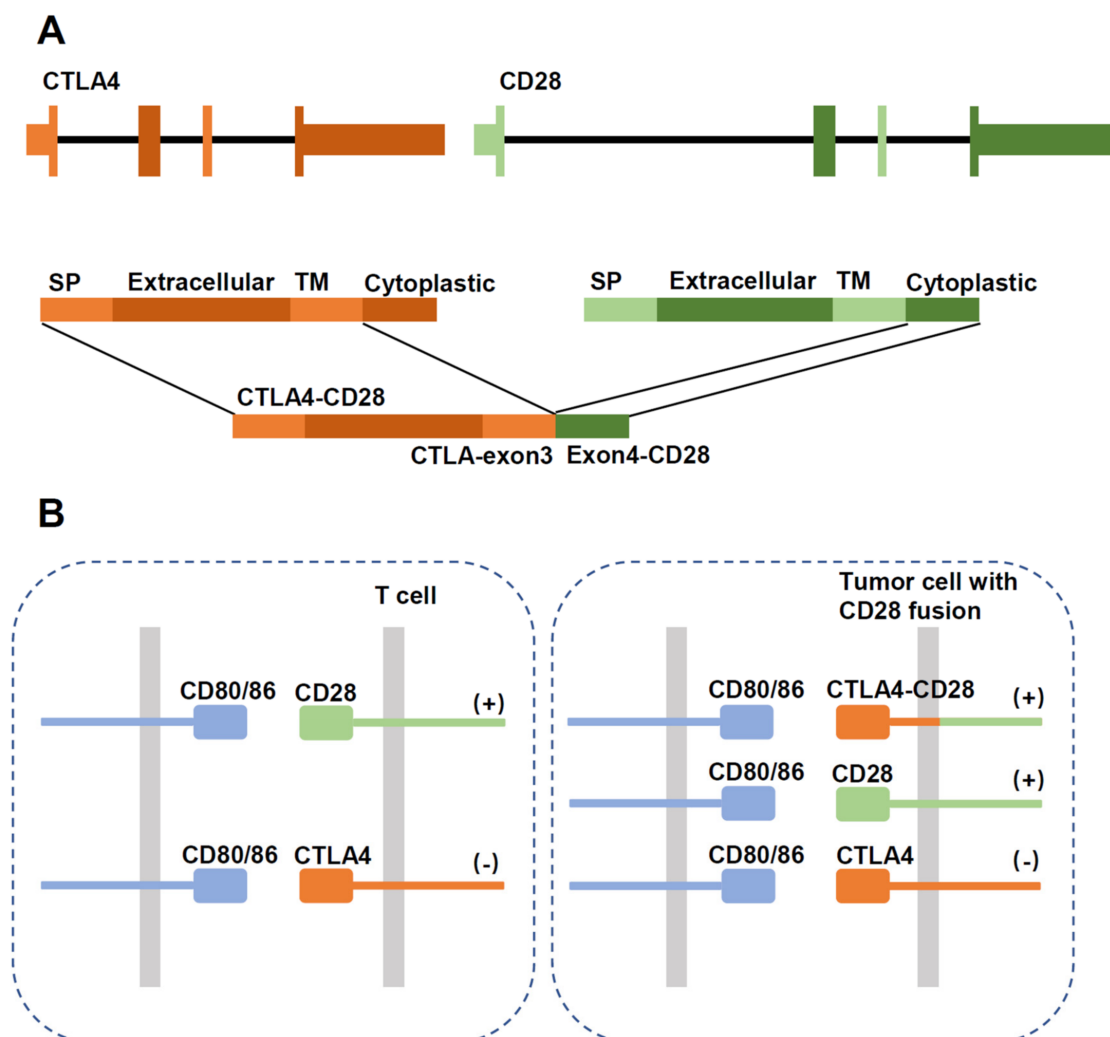 A
CTLA4
CD28
SP Extracellular TM Cytoplastic
SP Extracellular TM Cytoplastic
CTLA4-CD28
CTLA-exon3 Exon4-CD28
B
T cell
CD80/86 CD28 (+)
CD80/86 CTLA4 (-)
Tumor cell with
CD28 fusion
CD80/86 CTLA4-CD28 (+)
CD80/86 CD28 (+)
CD80/86 CTLA4 (-)